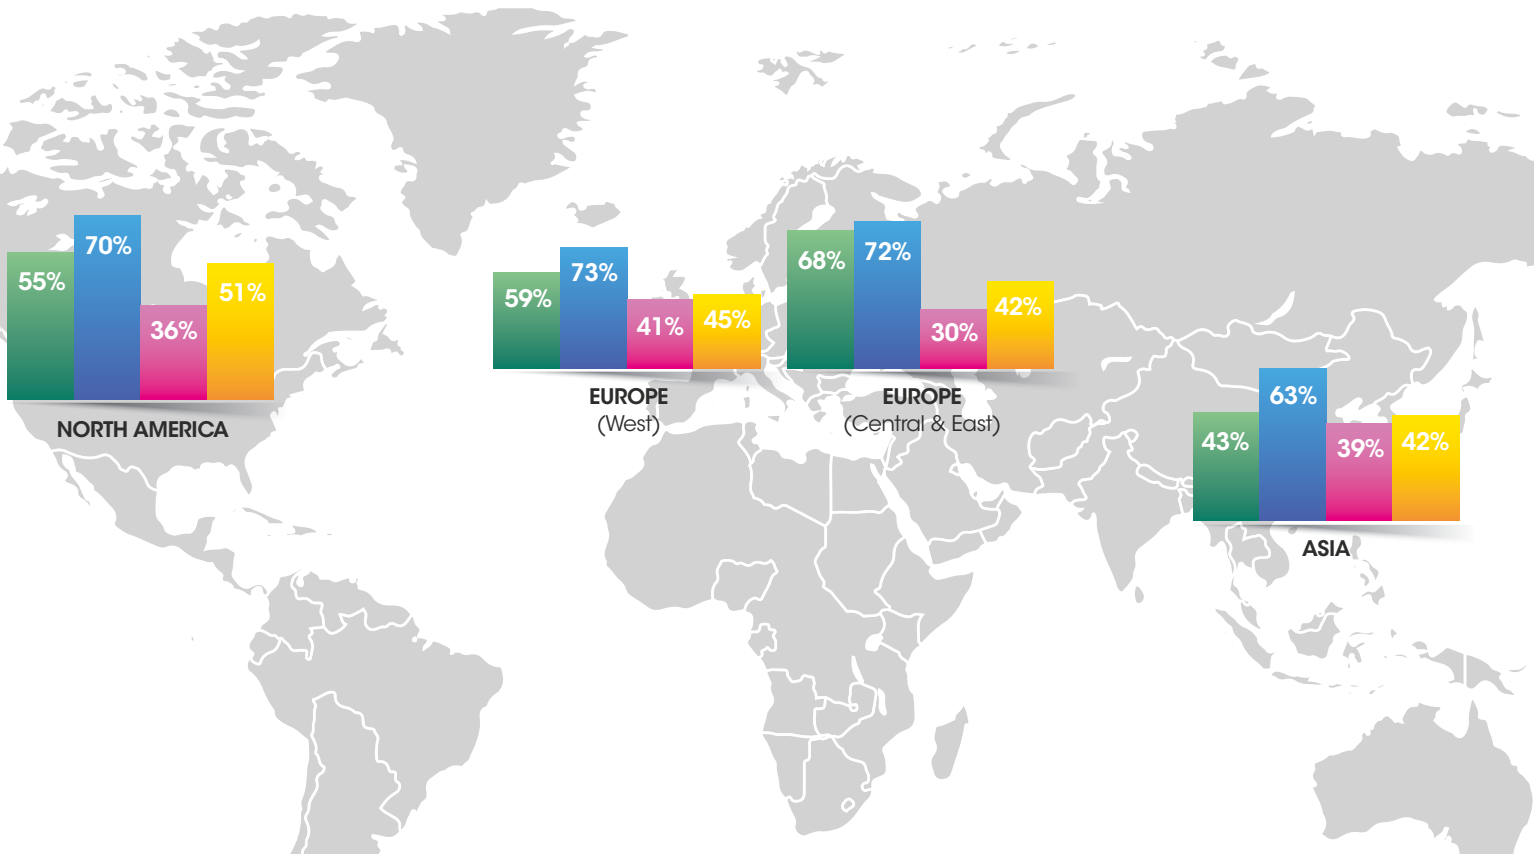 55%
70%
36%
51%
NORTH AMERICA
59%
73%
41%
45%
EUROPE
(West)
68%
72%
30%
42%
EUROPE
(Central & East)
43%
63%
39%
42%
ASIA